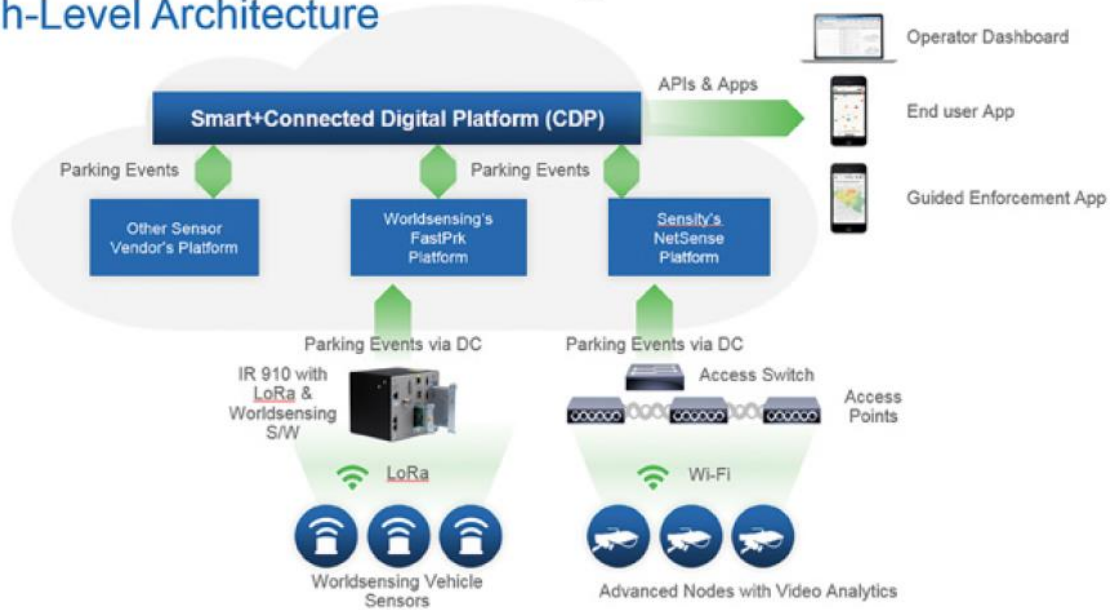 h-Level Architecture
Operator Dashboard
APIs & Apps
Smart+Connected Digital Platform (CDP)
End user App
Parking Events
Parking Events
Guided Enforcement App
Other Sensor
Vendor's Platform
Worldsensing's
FastPrk
Platform
Sensity's
NetSense
Platform
Parking Events via DC
Parking Events via DC
IR 910 with
LoRa &
Worldsensing
S/W
Access Switch
Access
Points
LoRa
Wi-Fi
Worldsensing Vehicle
Sensors
Advanced Nodes with Video Analytics